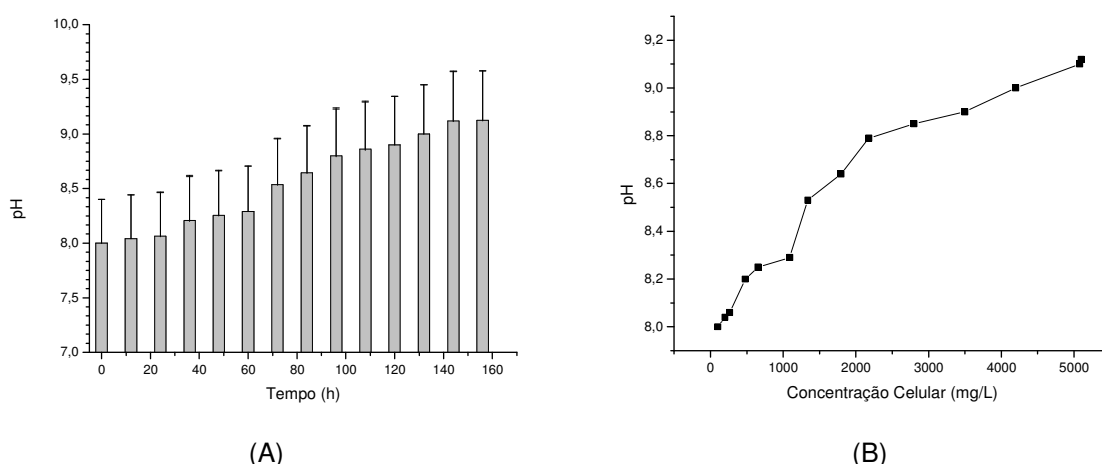 10,0
9,5
9,0
8,5
8,0
7,5
7,0
pH
0 20 40 60 80 100 120 140 160
Tempo (h)
(A)
9,2
9,0
8,8
8,6
8,4
8,2
8,0
pH
0 1000 2000 3000 4000 5000
Concentração Celular (mg/L)
(B)